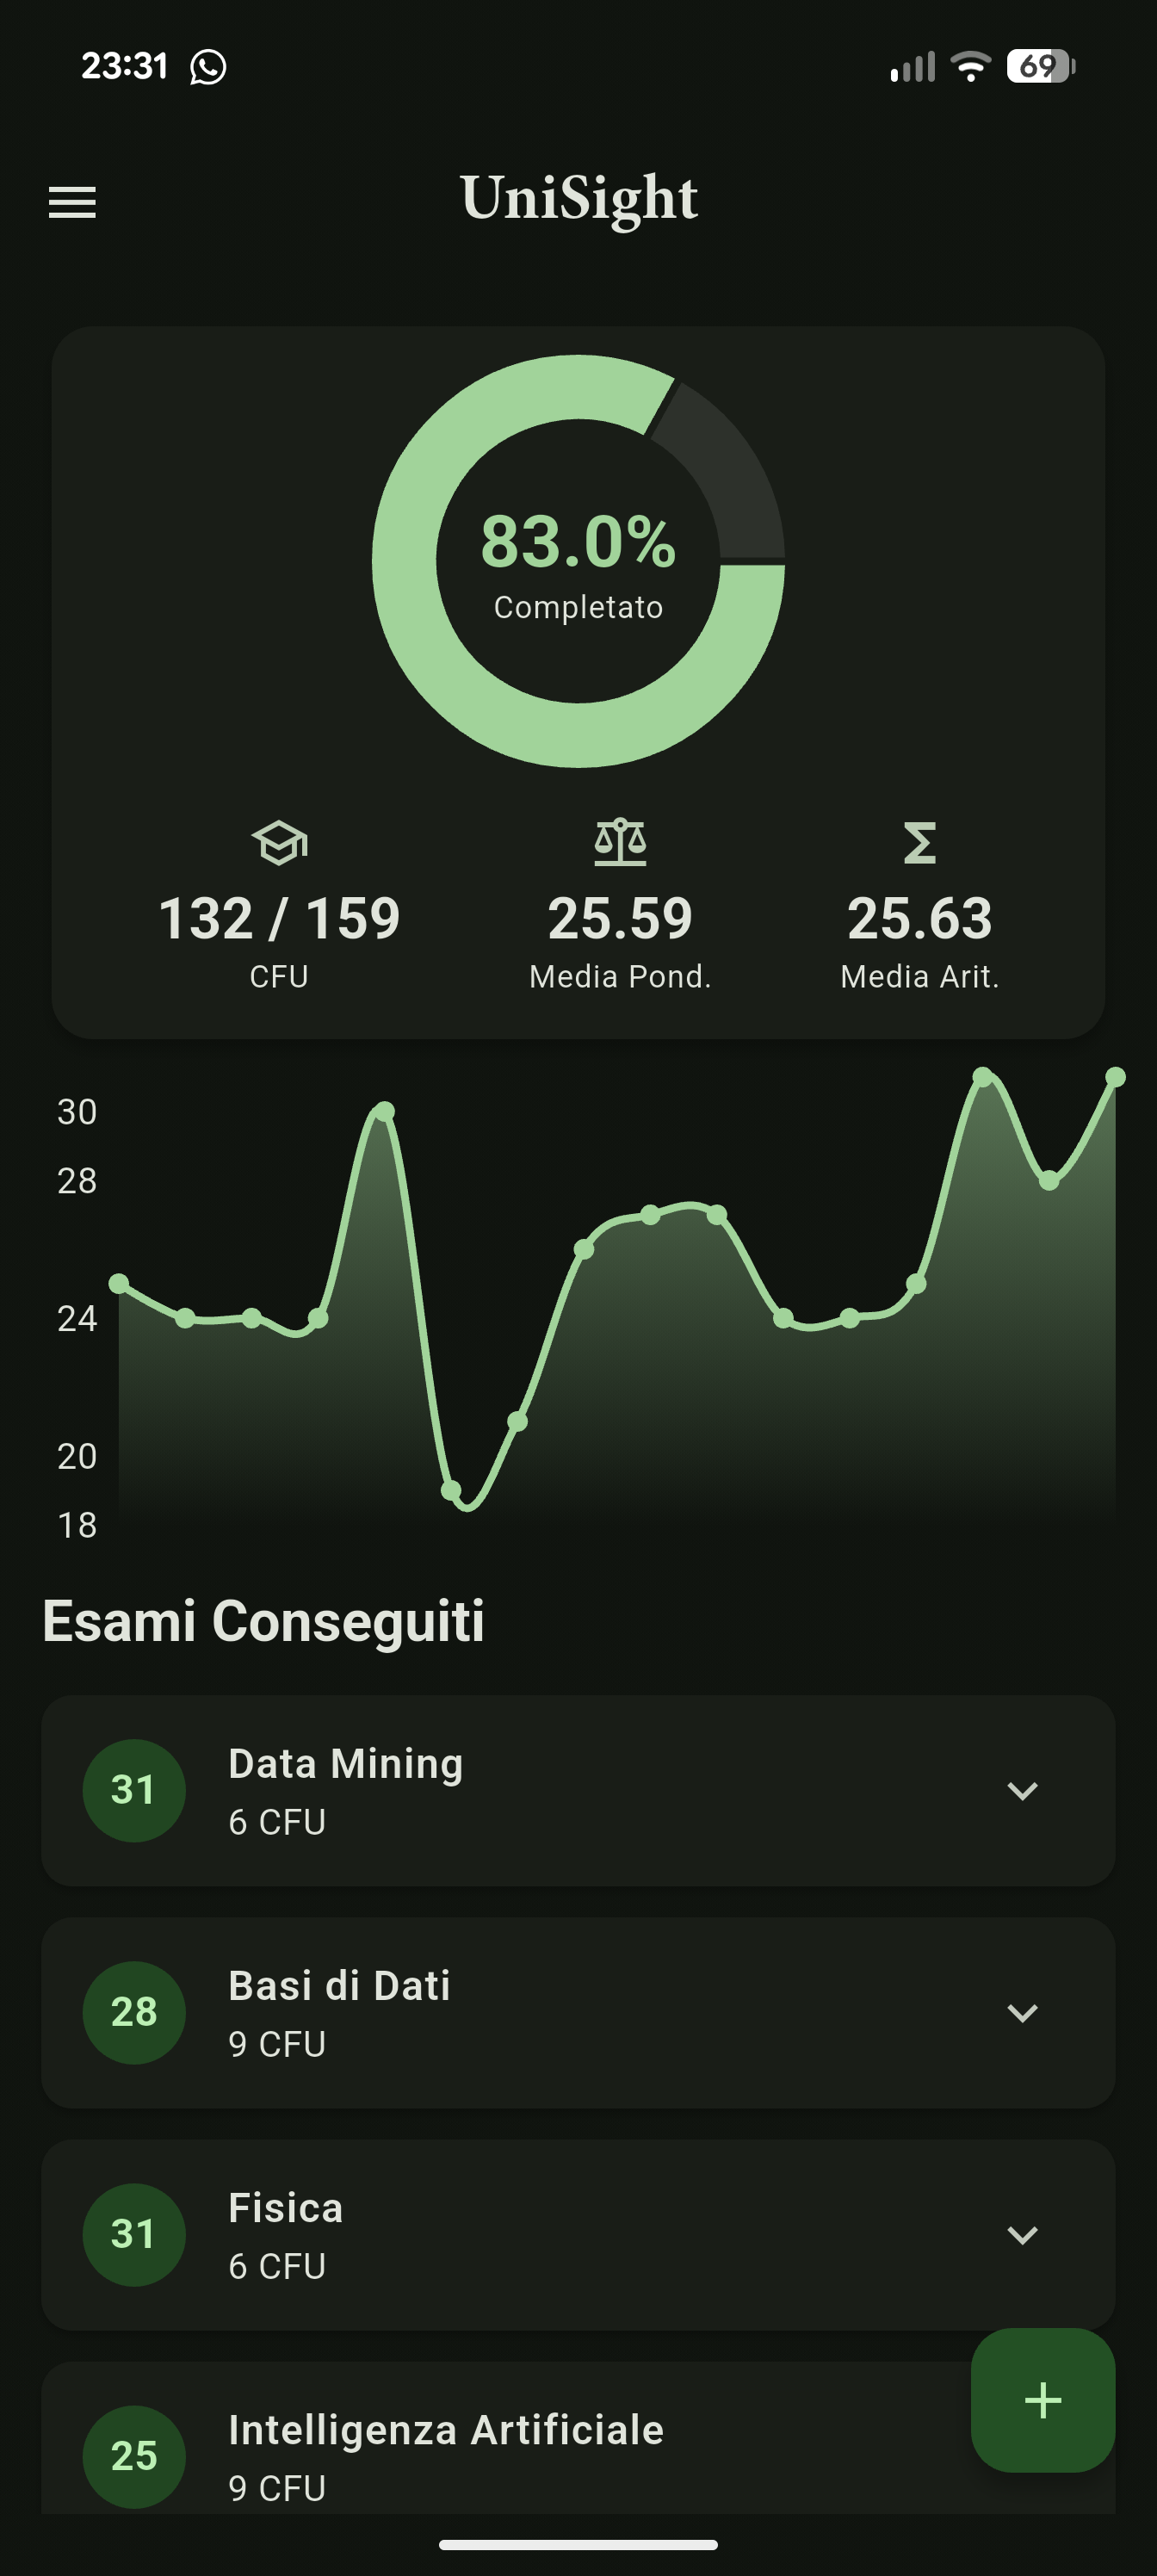 23:31 69
UniSight
83.0%
Completato
132 / 159 25.59 25.63
CFU Media Pond. Media Arit.
30
28
24
20
18
Esami Conseguiti
31 Data Mining
6 CFU
28 Basi di Dati
9 CFU
31 Fisica
6 CFU
25 Intelligenza Artificiale
9 CFU